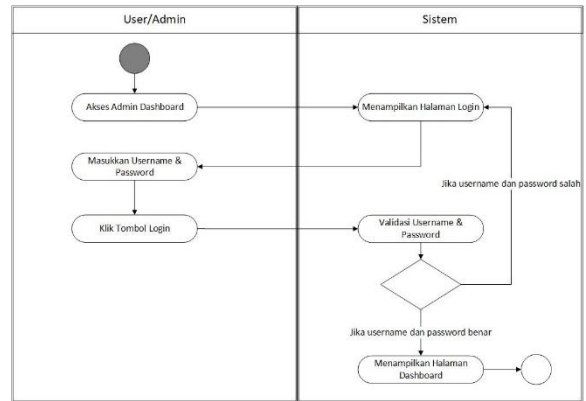 User/Admin
Sistem
Akses Admin Dashboard
Menampilkan Halaman Login
Masukkan Username &
Password
Jika username dan password salah
Klik Tombol Login
Validasi Username &
Password
Jika username dan password benar
Menampilkan Halaman
Dashboard